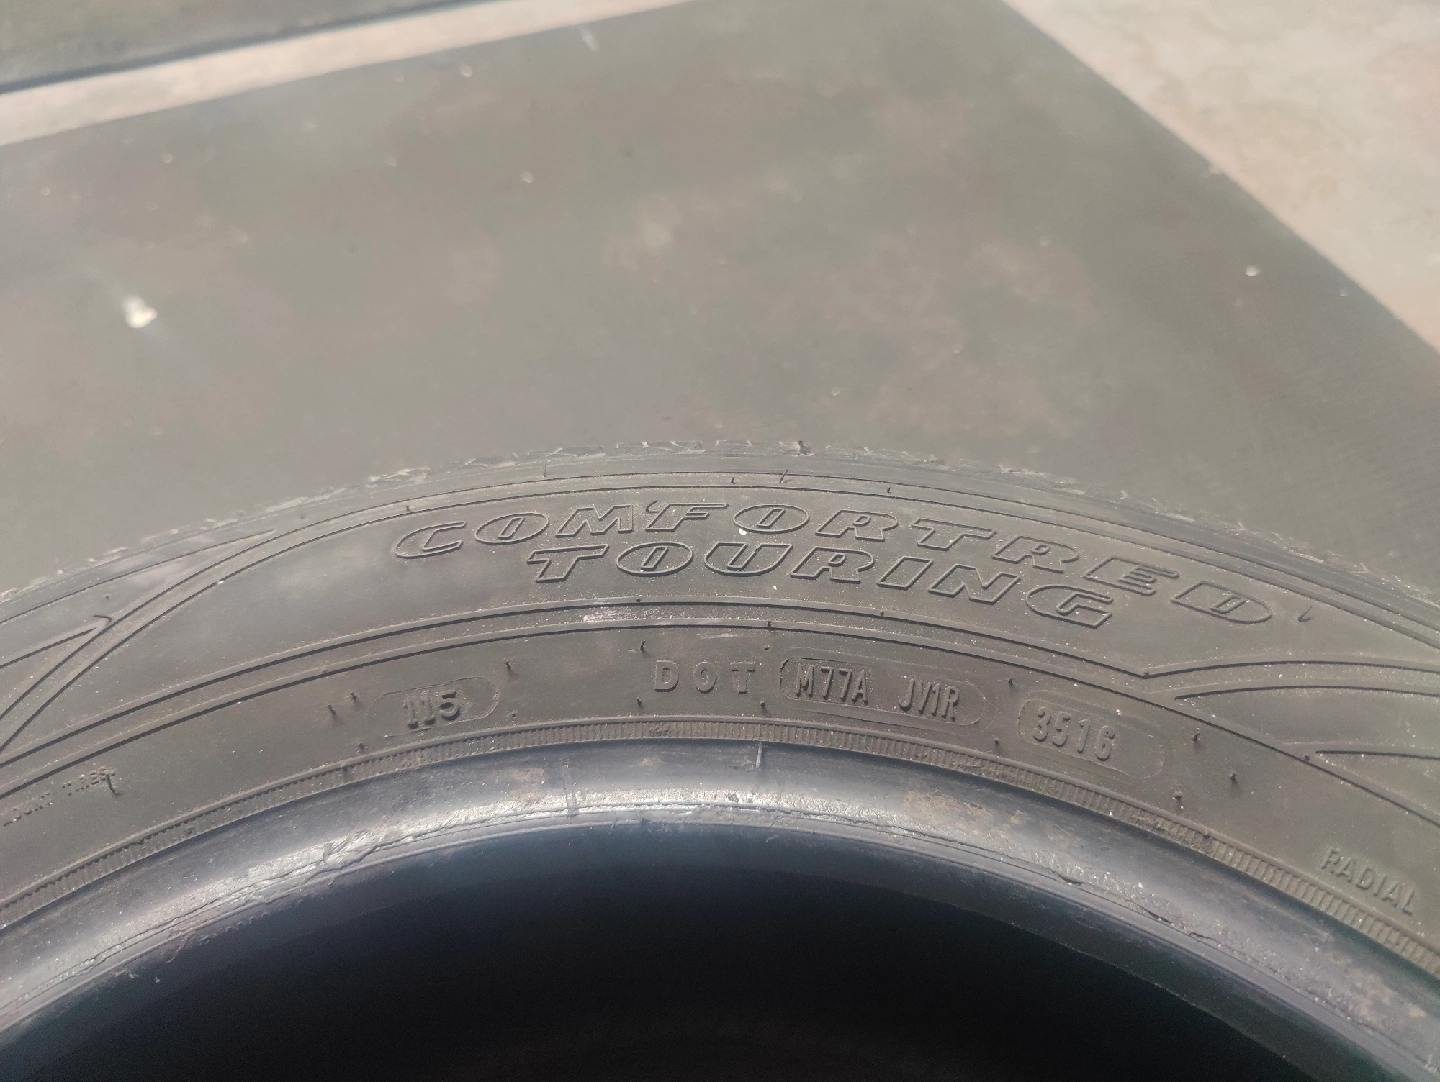 COMFORTRED
TOURING
115 DOT M77A JV1R 3516
RADIAL